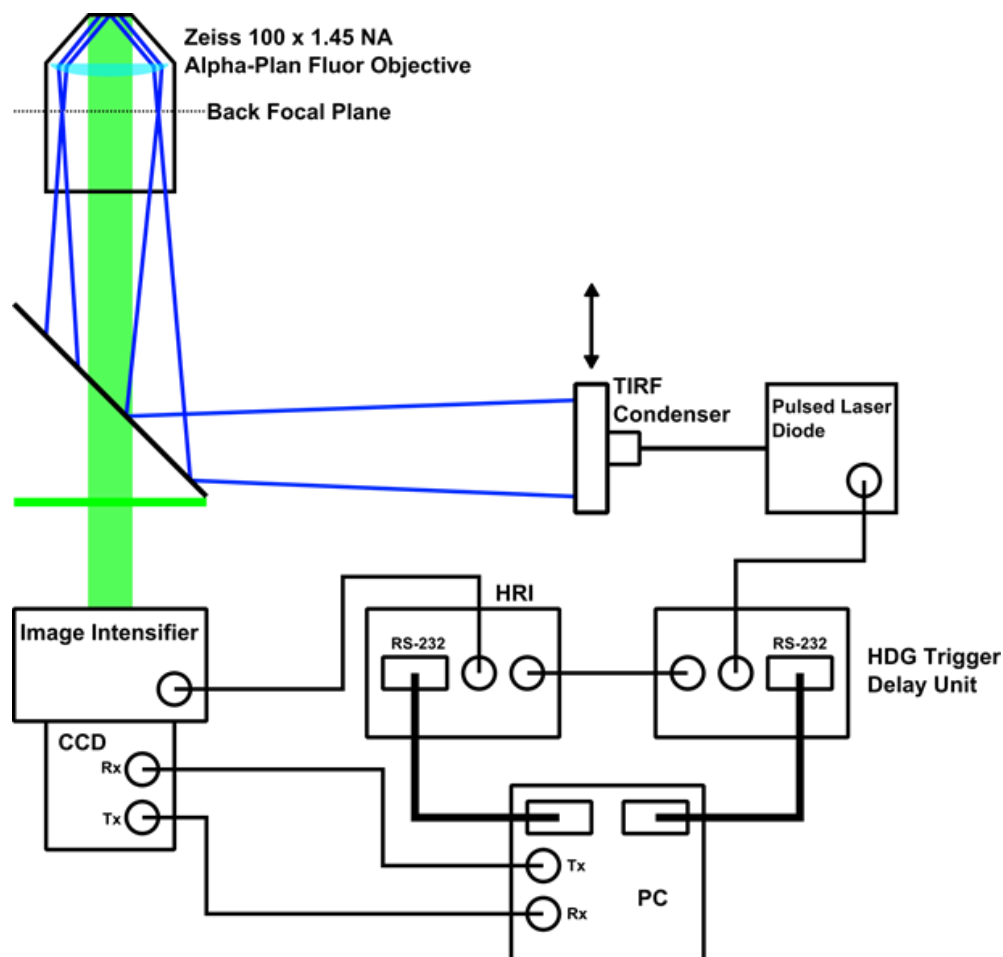 Zeiss 100 x 1.45 NA
Alpha-Plan Fluor Objective
Back Focal Plane
TIRF
Condenser
Pulsed Laser
Diode
HRI
Image Intensifier
RS-232
RS-232
HDG Trigger
Delay Unit
CCD
Rx
Tx
Tx
PC
Rx